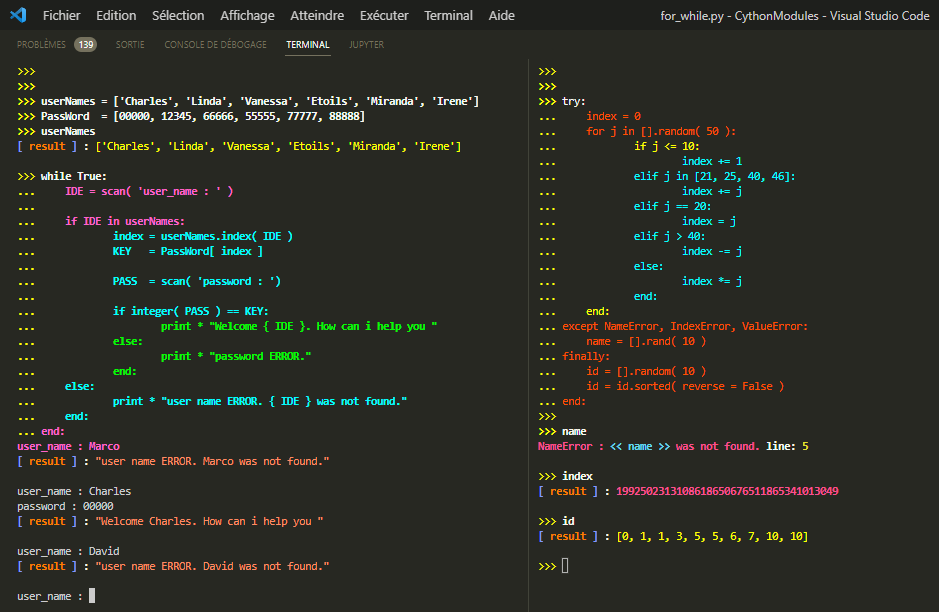 Fichier Edition Sélection Affichage Atteindre Exécuter Terminal Aide for_while.py - CythonModules - Visual Studio Code
PROBLÈMES 139 SORTIE CONSOLE DE DÉBOGAGE TERMINAL JUPYTER
>>>
>>>
>>> userNames = ['Charles', 'Linda', 'Vanessa', 'Etoils', 'Miranda', 'Irene']
>>> PassWord  = [00000, 12345, 66666, 55555, 77777, 88888]
>>> userNames
[ result ] : ['Charles', 'Linda', 'Vanessa', 'Etoils', 'Miranda', 'Irene']
>>> while True:
...     IDE = scan( 'user_name : ' )
...
...     if IDE in userNames:
...             index = userNames.index( IDE )
...             KEY   = PassWord[ index ]
...
...             PASS  = scan( 'password : ')
...
...             if integer( PASS ) == KEY:
...                     print * "Welcome { IDE }. How can i help you "
...             else:
...                     print * "password ERROR."
...             end:
...     else:
...             print * "user name ERROR. { IDE } was not found."
...     end:
... end:
user_name : Marco
[ result ] : "user name ERROR. Marco was not found."
user_name : Charles
password : 00000
[ result ] : "Welcome Charles. How can i help you "
user_name : David
[ result ] : "user name ERROR. David was not found."
user_name :
>>>
>>>
>>> try:
...     index = 0
...     for j in [].random( 50 ):
...             if j <= 10:
...                     index += 1
...             elif j in [21, 25, 40, 46]:
...                     index += j
...             elif j == 20:
...                     index = j
...             elif j > 40:
...                     index -= j
...             else:
...                     index *= j
...             end:
...     end:
... except NameError, IndexError, ValueError:
...     name = [].rand( 10 )
... finally:
...     id = [].random( 10 )
...     id = id.sorted( reverse = False )
... end:
>>>
>>> name
NameError : << name >> was not found. line: 5
>>> index
[ result ] : 1992502313108618650676511865341013049
>>> id
[ result ] : [0, 1, 1, 3, 5, 5, 6, 7, 10, 10]
>>>